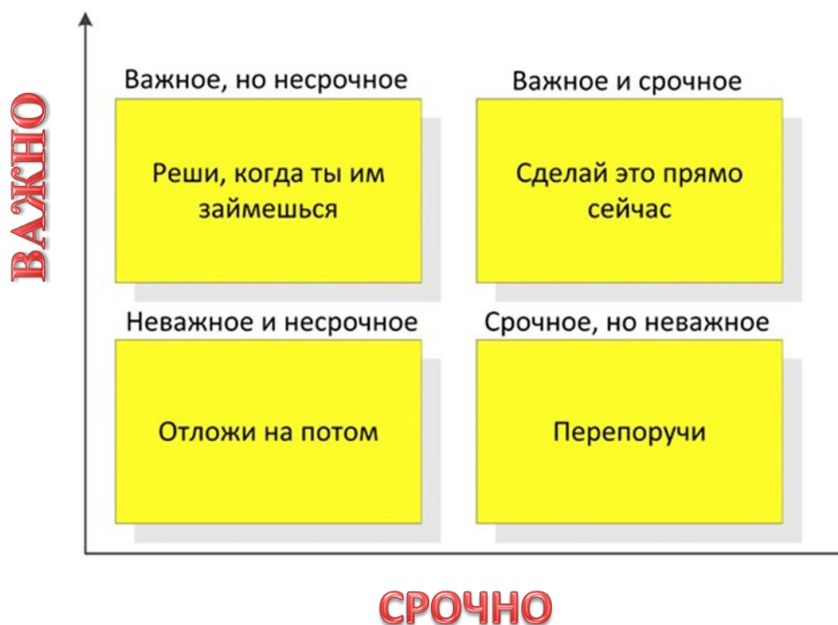 ВАЖНО
Важное, но несрочное
Реши, когда ты им
займешься
Важное и срочное
Сделай это прямо
сейчас
Неважное и несрочное
Отложи на потом
Срочное, но неважное
Перепоручи
СРОЧНО